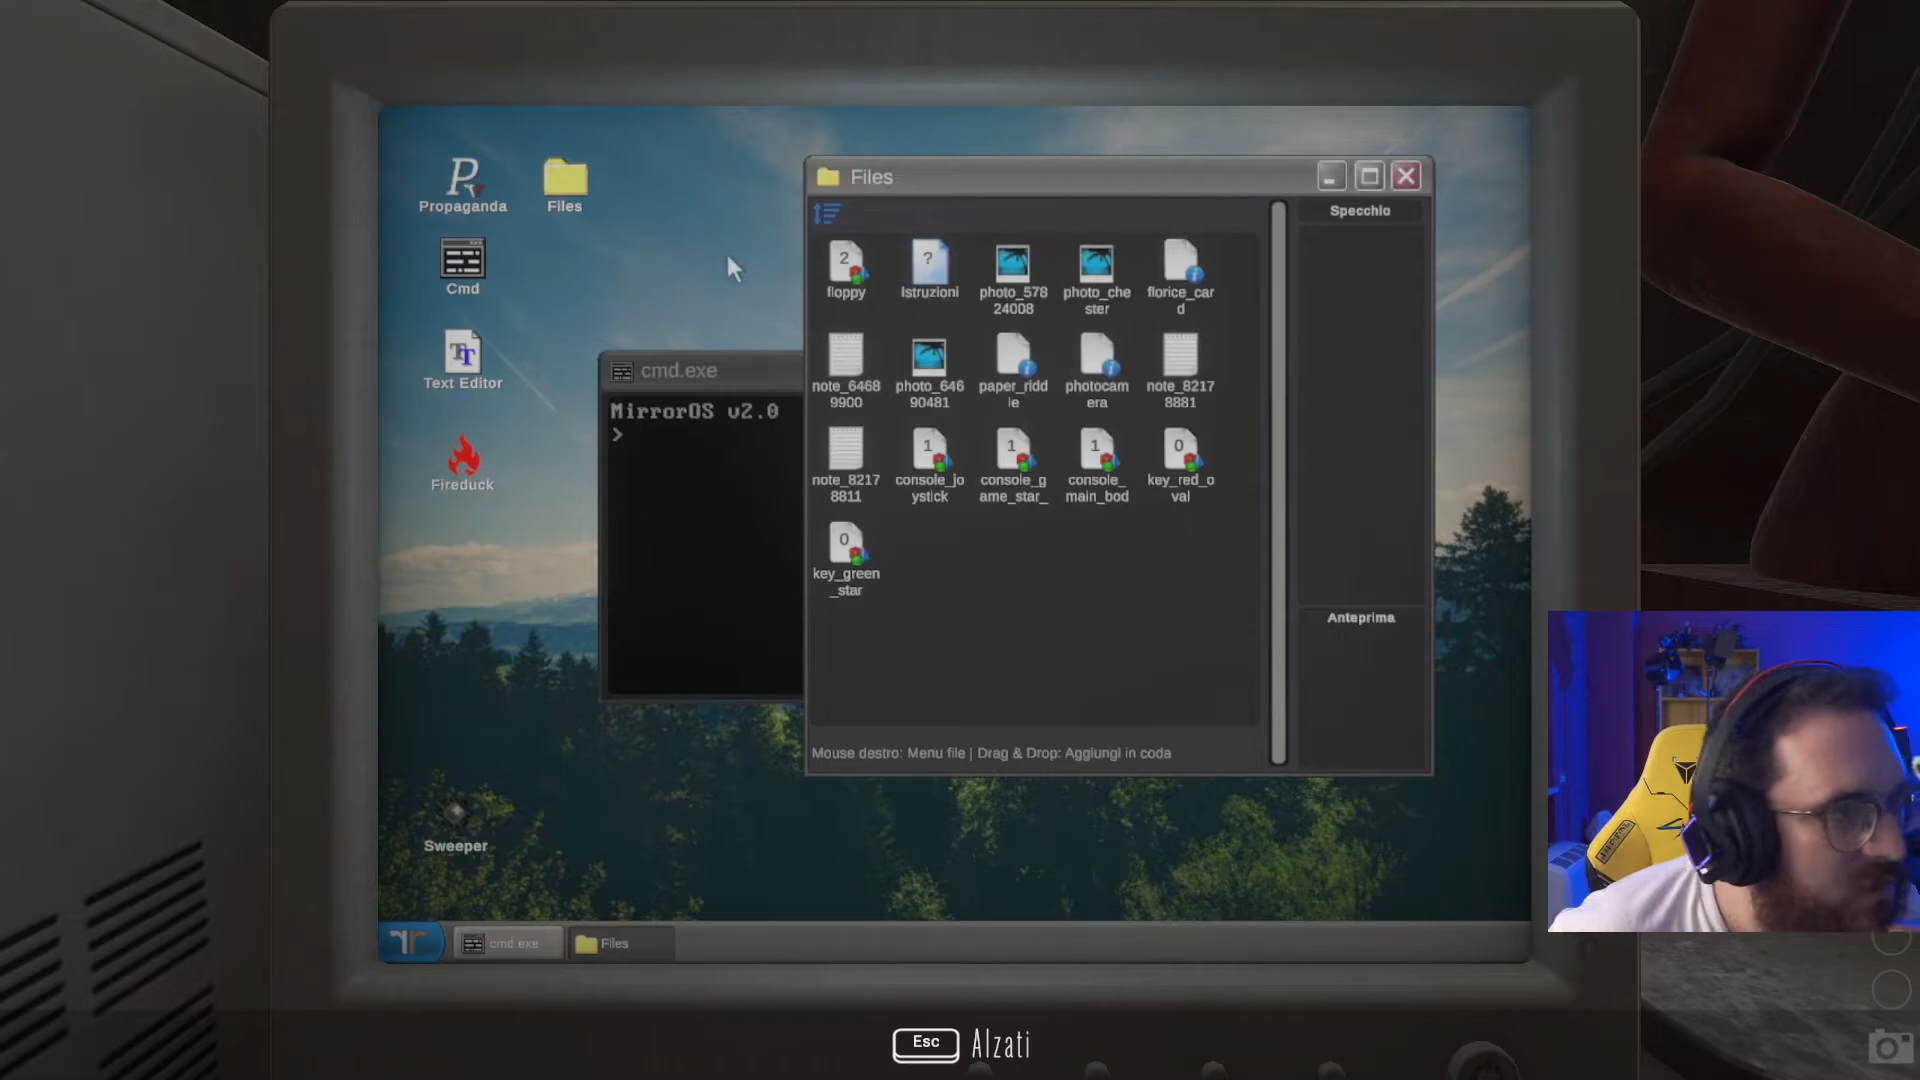 Propaganda
Files
Cmd
Text Editor
Fireduck
Sweeper
cmd.exe
MirrorOS v2.0
>
Files
Specchio
2
floppy
?
Istruzioni
photo_578
24008
photo_che
ster
florice_car
d
note_6468
9900
photo_646
90481
paper_ridd
le
photocam
era
note_8217
8881
note_8217
8811
1
console_jo
ystick
1
console_g
ame_star_
1
console_
main_bod
0
key_red_o
val
0
key_green
_star
Anteprima
Mouse destro: Menu file | Drag & Drop: Aggiungi in coda
cmd.exe
Files
Esc Alzati